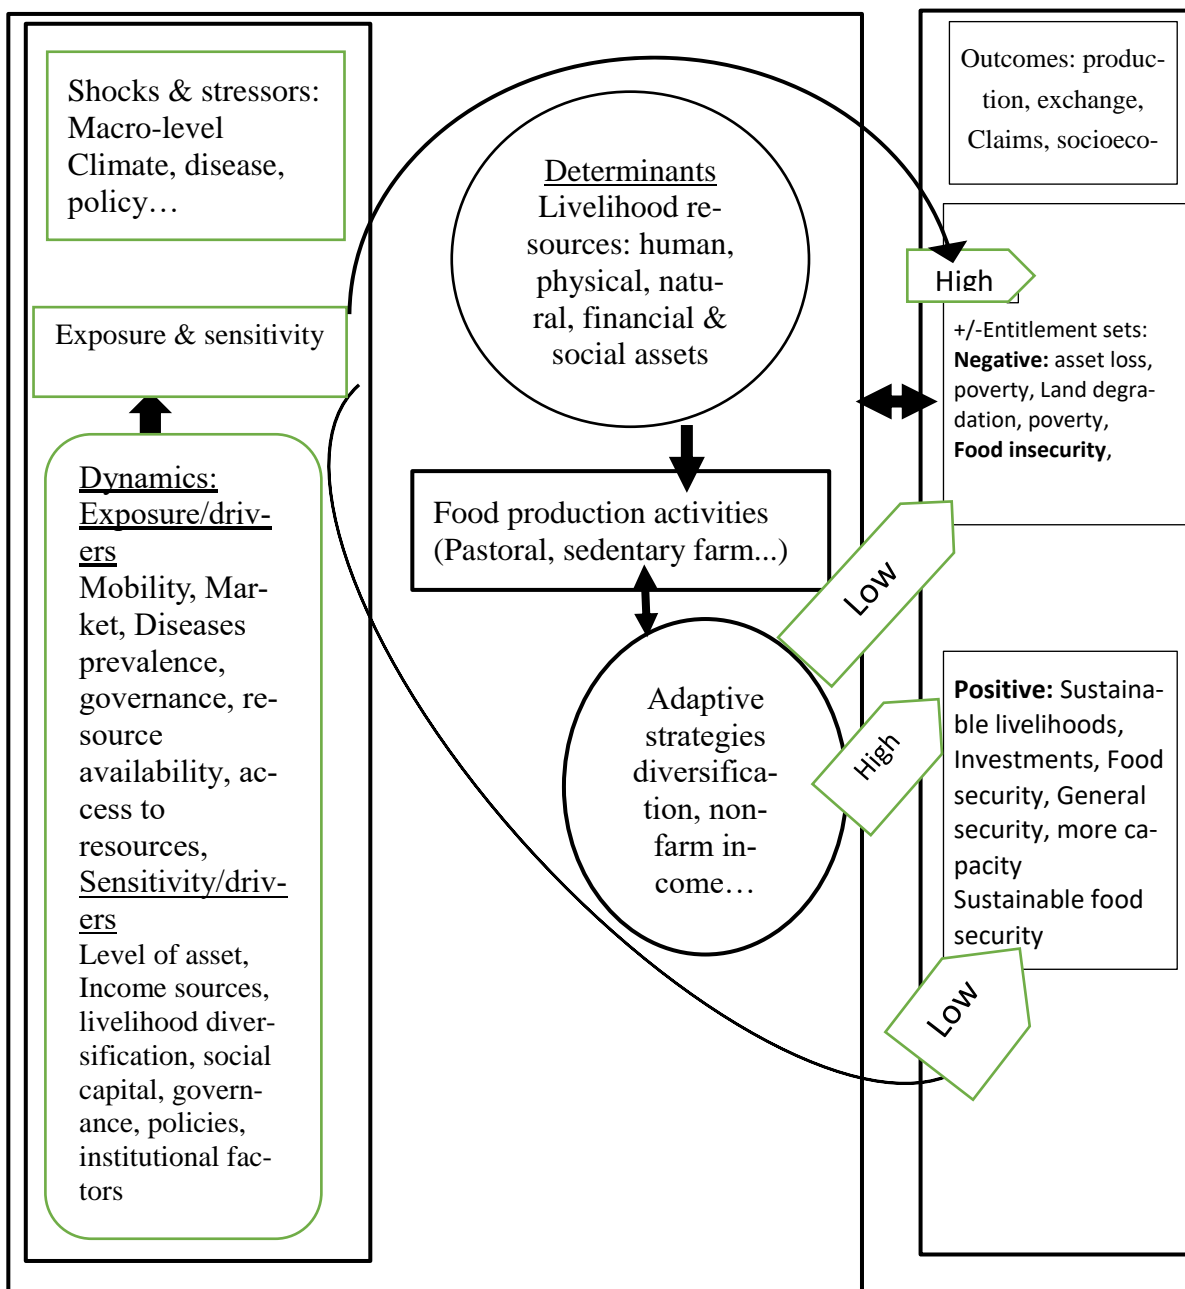 Shocks & stressors:
Macro-level
Climate, disease,
policy…
Exposure & sensitivity
Dynamics:
Exposure/driv-
ers
Mobility, Mar-
ket, Diseases
prevalence,
governance, re-
source
availability, ac-
cess to
resources,
Sensitivity/driv-
ers
Level of asset,
Income sources,
livelihood diver-
sification, social
capital, govern-
ance, policies,
institutional fac-
tors
Determinants
Livelihood re-
sources: human,
physical, natu-
ral, financial &
social assets
Food production activities
(Pastoral, sedentary farm...)
Adaptive
strategies
diversifica-
tion, non-
farm in-
come…
Outcomes: produc-
tion, exchange,
Claims, socioeco-
High
+/-Entitlement sets:
Negative: asset loss,
poverty, Land degra-
dation, poverty,
Food insecurity,
Low
High
Positive: Sustaina-
ble livelihoods,
Investments, Food
security, General
security, more ca-
pacity
Sustainable food
security
Low